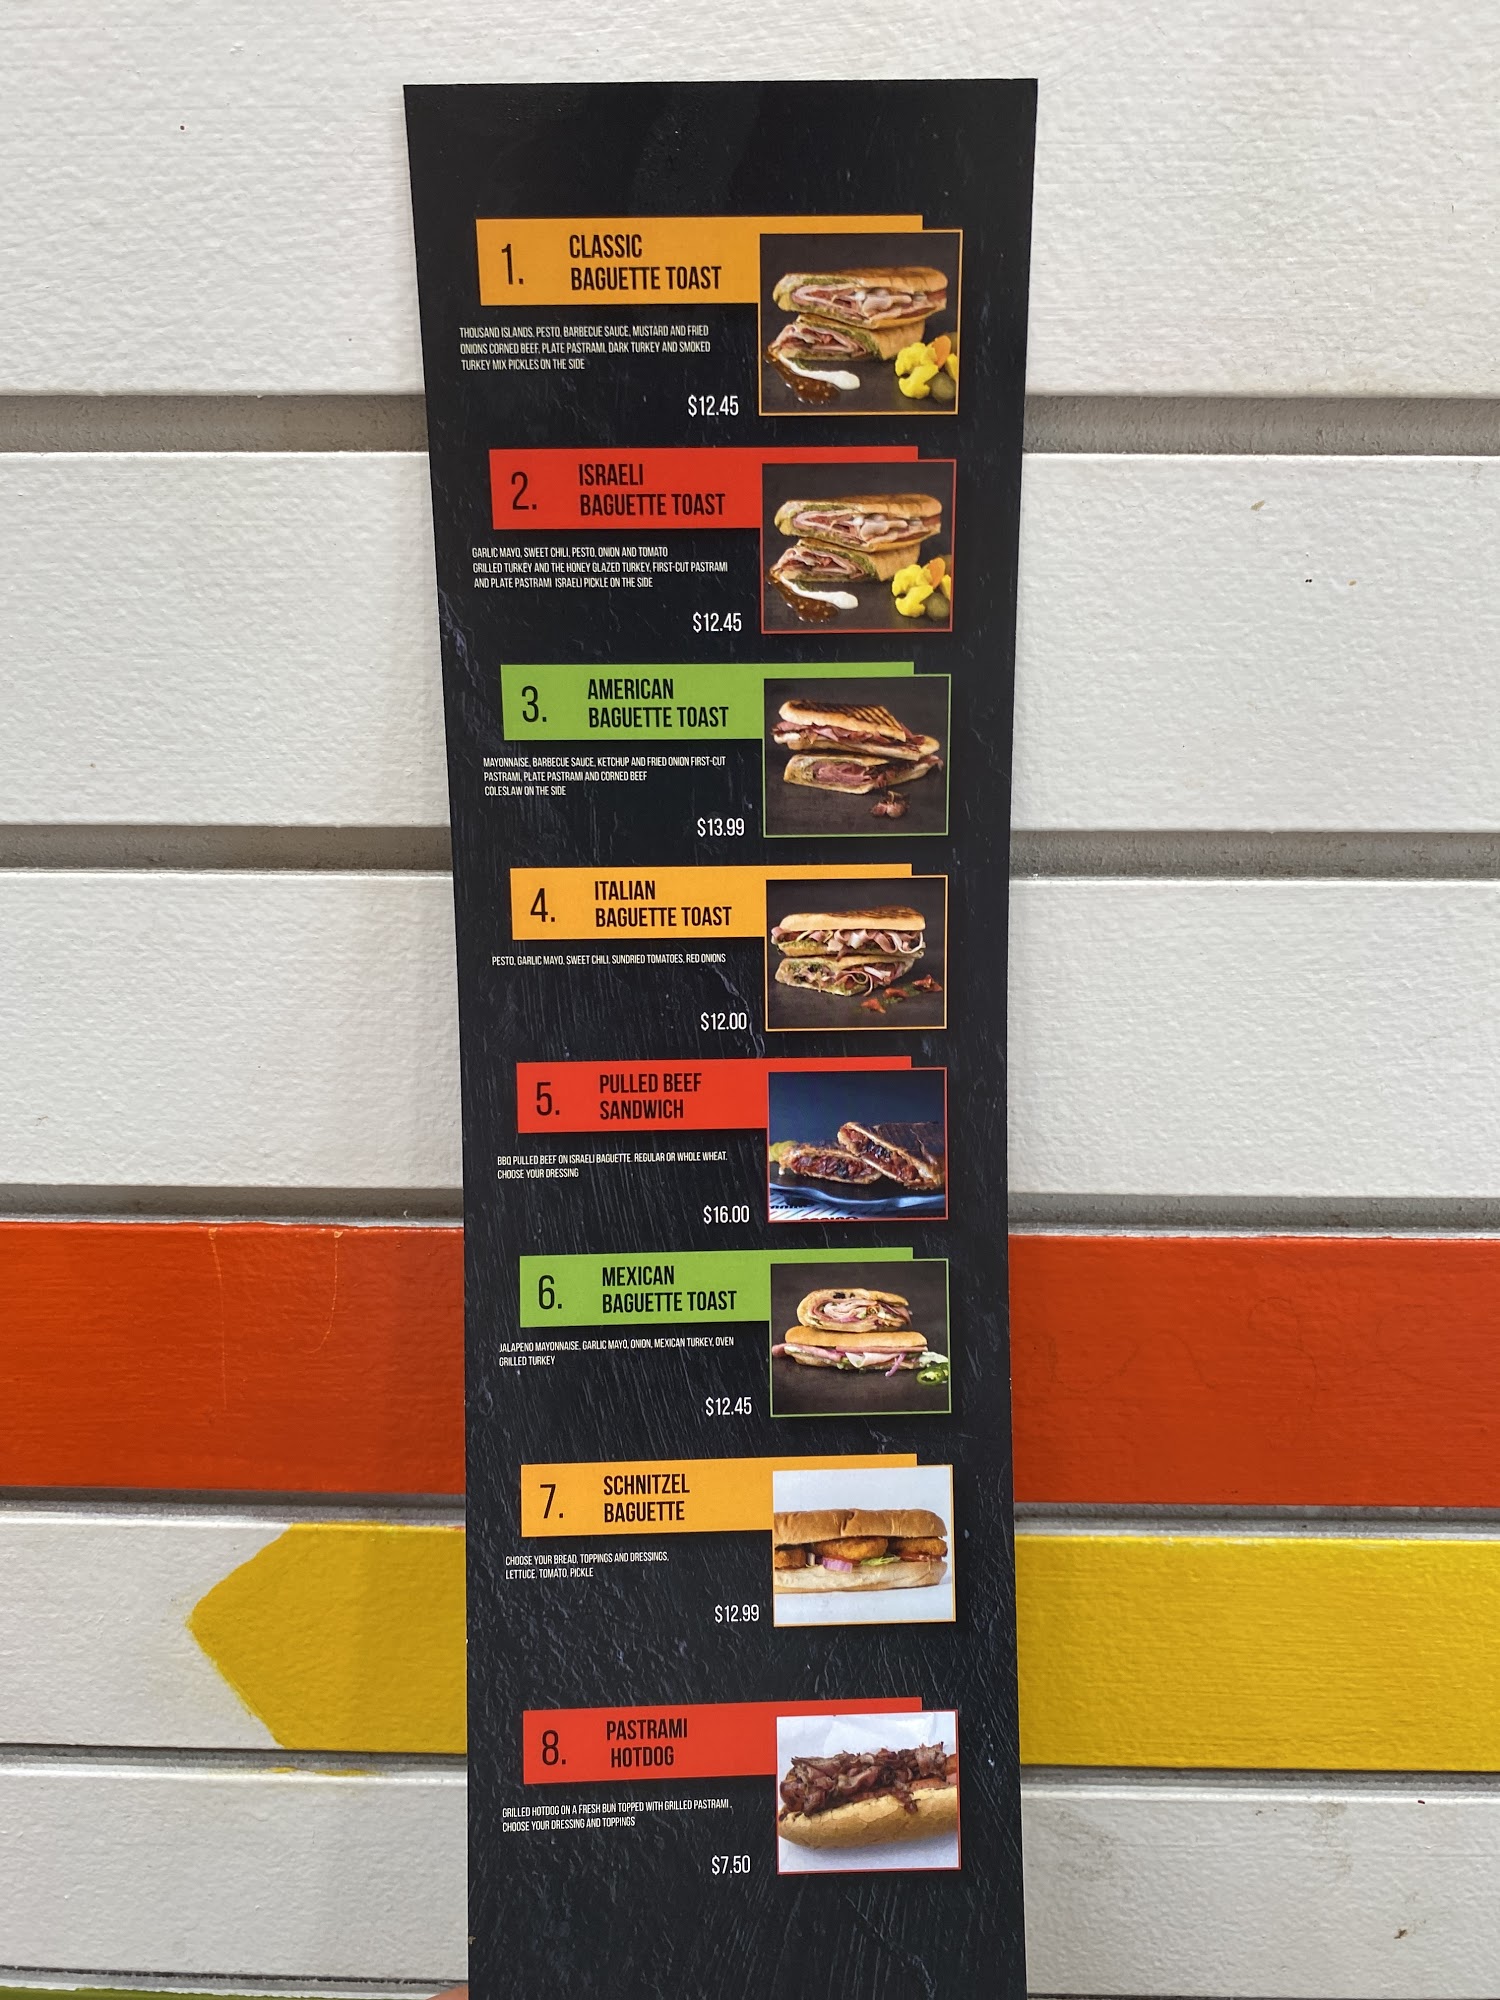 1.
CLASSIC
BAGUETTE TOAST
THOUSAND ISLANDS, PESTO, BARBECUE SAUCE, MUSTARD AND FRIED
ONIONS CORNED BEEF, PLATE PASTRAMI, DARK TURKEY AND SMOKED
TURKEY MIX PICKLES ON THE SIDE
$12.45
2.
ISRAELI
BAGUETTE TOAST
GARLIC MAYO, SWEET CHILI, PESTO, ONION AND TOMATO
GRILLED TURKEY AND THE HONEY GLAZED TURKEY, FIRST-CUT PASTRAMI
AND PLATE PASTRAMI ISRAELI PICKLE ON THE SIDE
$12.45
3.
AMERICAN
BAGUETTE TOAST
MAYONNAISE, BARBECUE SAUCE, KETCHUP AND FRIED ONION FIRST-CUT
PASTRAMI, PLATE PASTRAMI AND CORNED BEEF
COLESLAW ON THE SIDE
$13.99
4.
ITALIAN
BAGUETTE TOAST
PESTO, GARLIC MAYO, SWEET CHILI, SUNDRIED TOMATOES, RED ONIONS
$12.00
5.
PULLED BEEF
SANDWICH
BBQ PULLED BEEF ON ISRAELI BAGUETTE. REGULAR OR WHOLE WHEAT.
CHOOSE YOUR DRESSING
$16.00
6.
MEXICAN
BAGUETTE TOAST
JALAPENO MAYONNAISE, GARLIC MAYO, ONION, MEXICAN TURKEY, OVEN
GRILLED TURKEY
$12.45
7.
SCHNITZEL
BAGUETTE
CHOOSE YOUR BREAD, TOPPINGS AND DRESSINGS.
LETTUCE, TOMATO, PICKLE
$12.99
8.
PASTRAMI
HOTDOG
GRILLED HOTDOG ON A FRESH BUN TOPPED WITH GRILLED PASTRAMI.
CHOOSE YOUR DRESSING AND TOPPINGS
$7.50